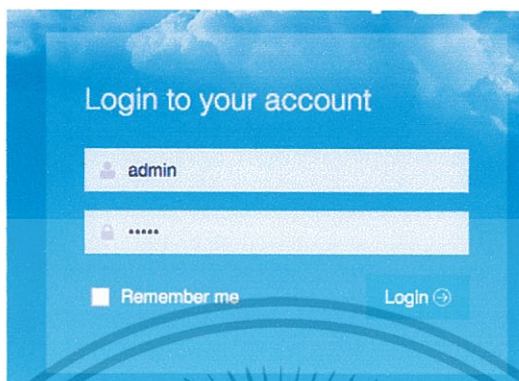 Login to your account
admin
•••••
Remember me
Login